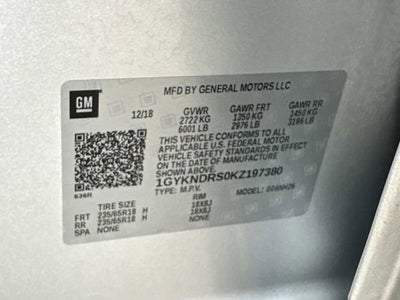 GM
MFD BY GENERAL MOTORS LLC
12/18 GVWR GAWR FRT GAWR RR
2722 KG 1350 KG 1450 KG
6001 LB 2976 LB 3196 LB
THIS VEHICLE CONFORMS TO ALL
APPLICABLE U.S. FEDERAL MOTOR
VEHICLE SAFETY STANDARDS IN EFFECT
ON THE DATE OF MANUFACTURE
SHOWN ABOVE.
1GYKNDRS0KZ197380
TYPE: M.P.V. MODEL: 006NH26
636R
TIRE SIZE RIM
FRT 235/65R18 H 18X8J
RR 235/65R18 H 18X8J
SPA NONE NONE